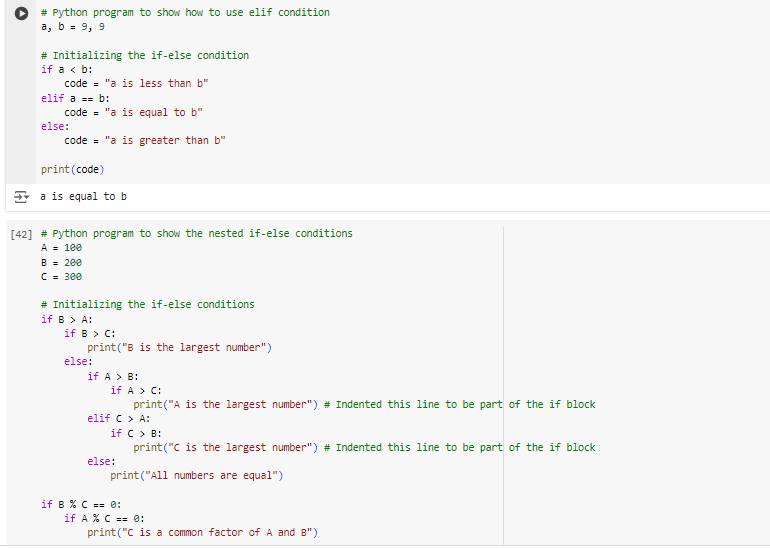 # Python program to show how to use elif condition
a, b = 9, 9

# Initializing the if-else condition
if a < b:
    code = "a is less than b"
elif a == b:
    code = "a is equal to b"
else:
    code = "a is greater than b"

print(code)

a is equal to b

[42] # Python program to show the nested if-else conditions
A = 100
B = 200
C = 300

# Initializing the if-else conditions
if B > A:
    if B > C:
        print("B is the largest number")
    else:
        if A > B:
            if A > C:
                print("A is the largest number") # Indented this line to be part of the if block
        elif C > A:
            if C > B:
                print("C is the largest number") # Indented this line to be part of the if block
        else:
            print("All numbers are equal")

if B % C == 0:
    if A % C == 0:
        print("C is a common factor of A and B")